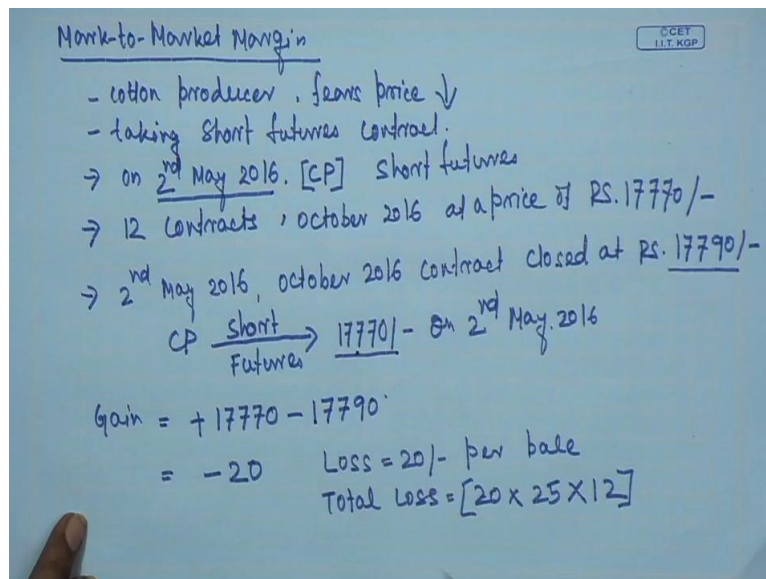 Mark-to-Market Margin
©CET
I.I.T. KGP
- cotton producer, fears price ↓
- taking short futures contract.
→ on 2nd May 2016. [CP] short futures
→ 12 contracts, October 2016 at a price of RS. 17770/-
→ 2nd May 2016, October 2016 contract closed at RS. 17790/-
CP short Futures → 17770/- on 2nd May. 2016
Gain = + 17770 - 17790
= - 20 Loss = 20/- per bale
Total Loss = [20 x 25 x 12]